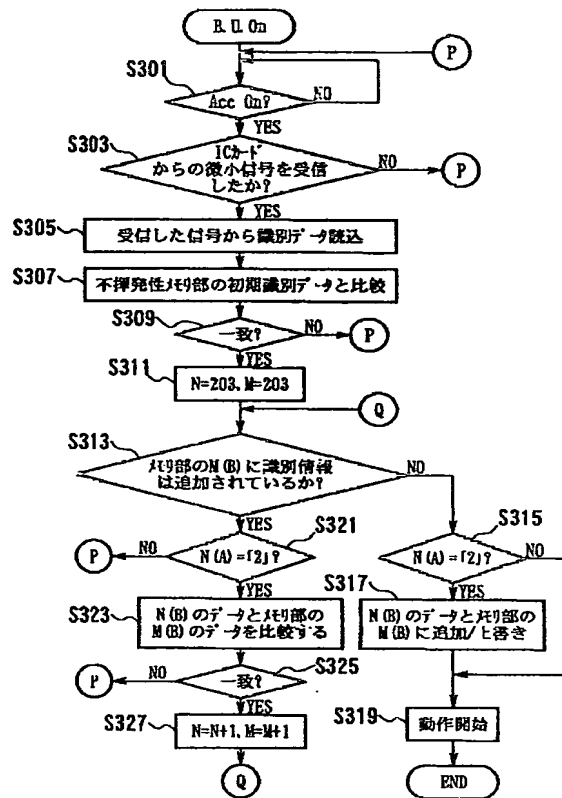 B.U.On
P
S301
Acc On?
NO
YES
S303
ICカード
からの微小信号を受信
したか?
NO
P
YES
S305
受信した信号から識別データ読込
S307
不揮発性メモリ部の初期識別データと比較
S309
一致?
NO
P
YES
S311
N=203、M=203
Q
S313
メモリ部のM(B)に識別情報
は追加されているか?
NO
YES
S321
S315
P
NO
N(A)=「2」?
N(A)=「2」?
NO
YES
S317
YES
S323
N(B)のデータとメモリ部の
M(B)のデータを比較する
N(B)のデータとメモリ部の
M(B)に追加/上書き
S325
P
NO
一致?
YES
S327
N=N+1、M=M+1
S319
動作開始
Q
END